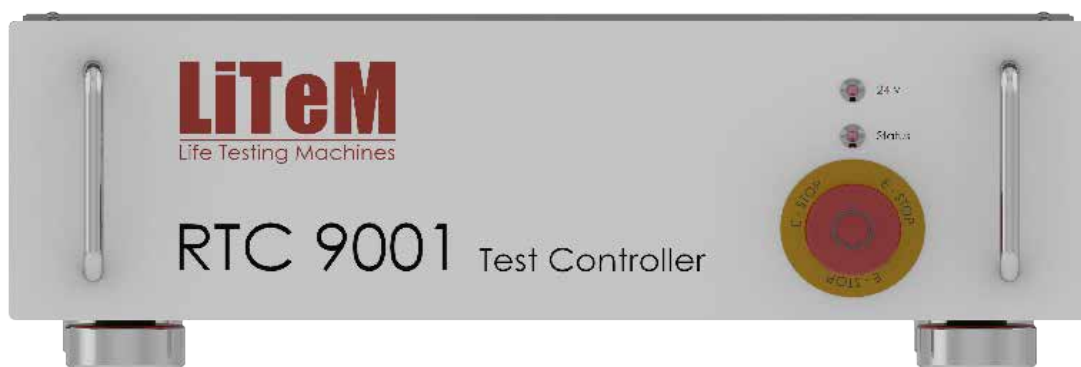 LiTeM
Life Testing Machines
RTC 9001 Test Controller
24 V
Status
E - STOP
E - STOP
E - STOP